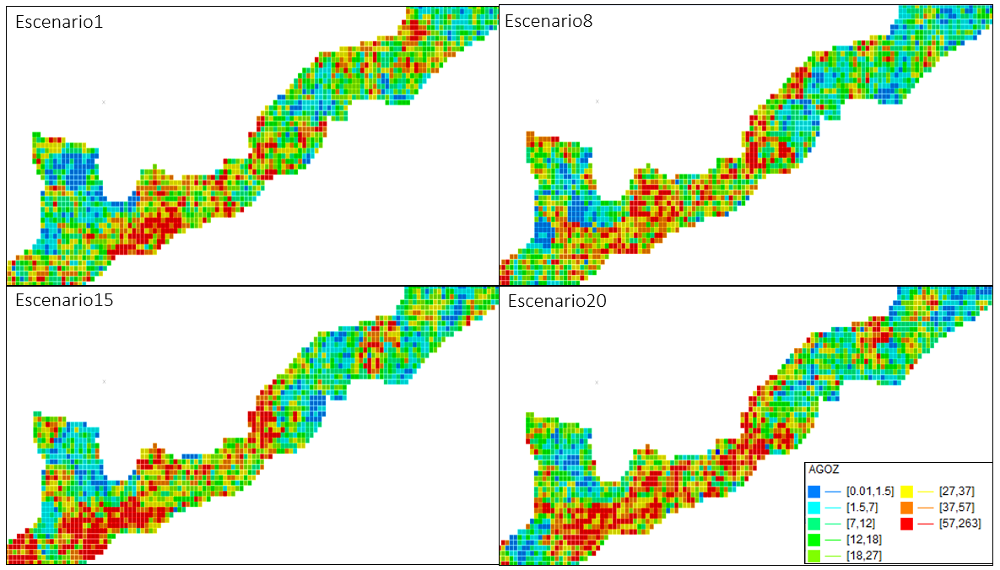 Escenario1
Escenario8
Escenario15
Escenario20
AGOZ
[0.01,1.5] [27,37]
[1.5,7] [37,57]
[7,12] [57,263]
[12,18]
[18,27]